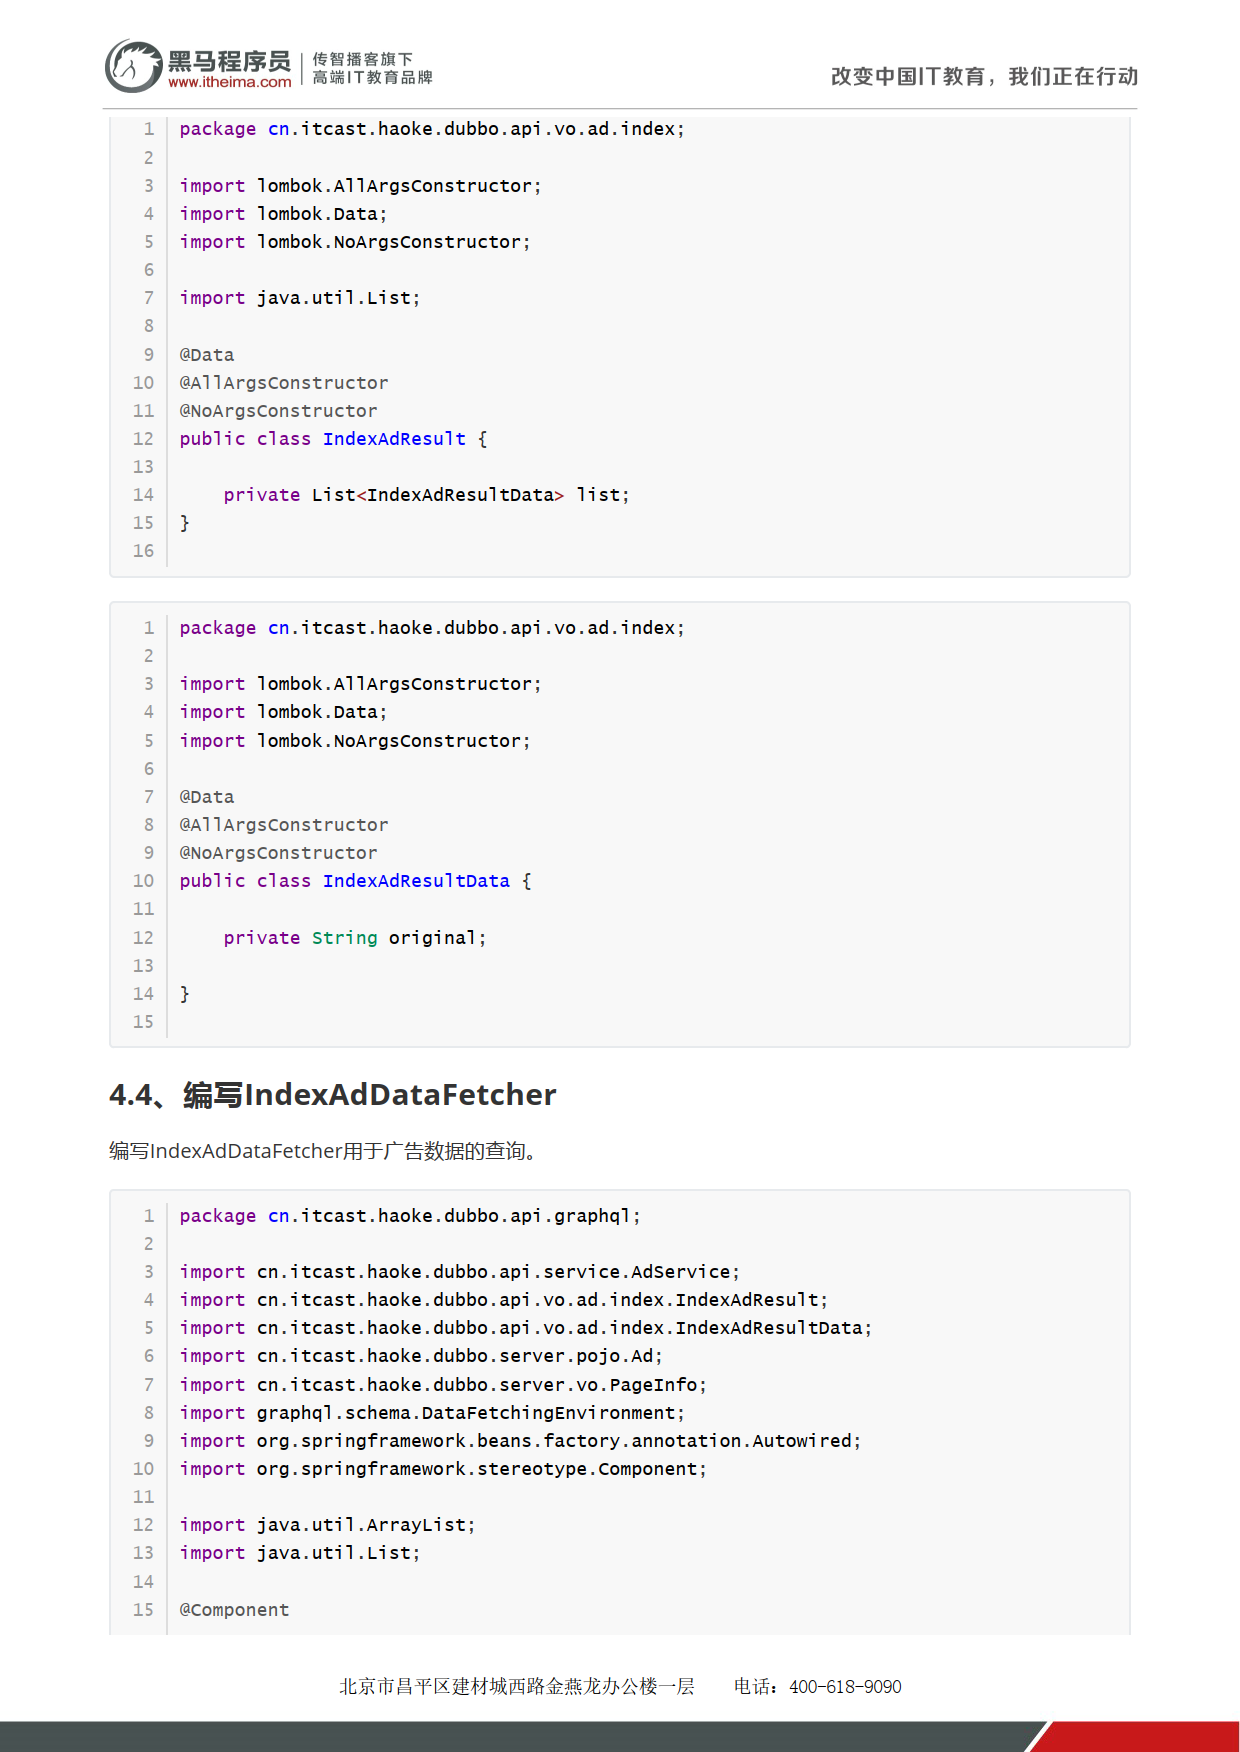 黑马程序员
www.itheima.com
传智播客旗下
高端IT教育品牌
改变中国IT教育，我们正在行动
1 package cn.itcast.haoke.dubbo.api.vo.ad.index;
2
3 import lombok.AllArgsConstructor;
4 import lombok.Data;
5 import lombok.NoArgsConstructor;
6
7 import java.util.List;
8
9 @Data
10 @AllArgsConstructor
11 @NoArgsConstructor
12 public class IndexAdResult {
13
14     private List<IndexAdResultData> list;
15 }
16
1 package cn.itcast.haoke.dubbo.api.vo.ad.index;
2
3 import lombok.AllArgsConstructor;
4 import lombok.Data;
5 import lombok.NoArgsConstructor;
6
7 @Data
8 @AllArgsConstructor
9 @NoArgsConstructor
10 public class IndexAdResultData {
11
12     private String original;
13
14 }
15
4.4、编写IndexAdDataFetcher
编写IndexAdDataFetcher用于广告数据的查询。
1 package cn.itcast.haoke.dubbo.api.graphql;
2
3 import cn.itcast.haoke.dubbo.api.service.AdService;
4 import cn.itcast.haoke.dubbo.api.vo.ad.index.IndexAdResult;
5 import cn.itcast.haoke.dubbo.api.vo.ad.index.IndexAdResultData;
6 import cn.itcast.haoke.dubbo.server.pojo.Ad;
7 import cn.itcast.haoke.dubbo.server.vo.PageInfo;
8 import graphql.schema.DataFetchingEnvironment;
9 import org.springframework.beans.factory.annotation.Autowired;
10 import org.springframework.stereotype.Component;
11
12 import java.util.ArrayList;
13 import java.util.List;
14
15 @Component
北京市昌平区建材城西路金燕龙办公楼一层 电话：400-618-9090